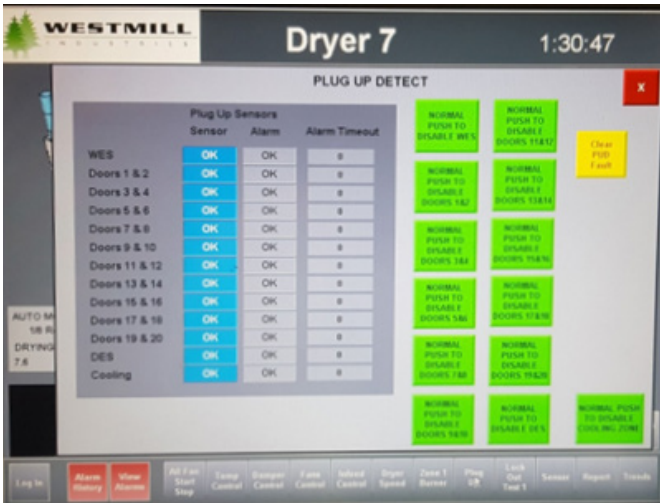 WESTMILL
INDUSTRIES
Dryer 7
1:30:47
PLUG UP DETECT
X
Plug Up Sensors
Sensor Alarm Alarm Timeout
WES OK OK 0
Doors 1 & 2 OK OK 0
Doors 3 & 4 OK OK 0
Doors 5 & 6 OK OK 0
Doors 7 & 8 OK OK 0
Doors 9 & 10 OK OK 0
Doors 11 & 12 OK OK 0
Doors 13 & 14 OK OK 0
Doors 15 & 16 OK OK 0
Doors 17 & 18 OK OK 0
Doors 19 & 20 OK OK 0
DES OK OK 0
Cooling OK OK 0
NORMAL
PUSH TO
DISABLE WES
NORMAL
PUSH TO
DISABLE
DOORS 11&12
Clear
PUD
Fault
NORMAL
PUSH TO
DISABLE
DOORS 1&2
NORMAL
PUSH TO
DISABLE
DOORS 13&14
NORMAL
PUSH TO
DISABLE
DOORS 3&4
NORMAL
PUSH TO
DISABLE
DOORS 15&16
NORMAL
PUSH TO
DISABLE
DOORS 5&6
NORMAL
PUSH TO
DISABLE
DOORS 17&18
NORMAL
PUSH TO
DISABLE
DOORS 7&8
NORMAL
PUSH TO
DISABLE
DOORS 19&20
NORMAL
PUSH TO
DISABLE
DOORS 9&10
NORMAL
PUSH TO
DISABLE DES
NORMAL PUSH
TO DISABLE
COOLING ZONE
AUTO
DRYING
7.6
Log In
Alarm
History
View
Alarms
All Fan
Start
Stop
Temp
Control
Damper
Control
Fans
Control
Infeed
Control
Dryer
Speed
Zone 1
Burner
Plug
Up
Lock
Out
Test 1
Sensor
Report
Trends